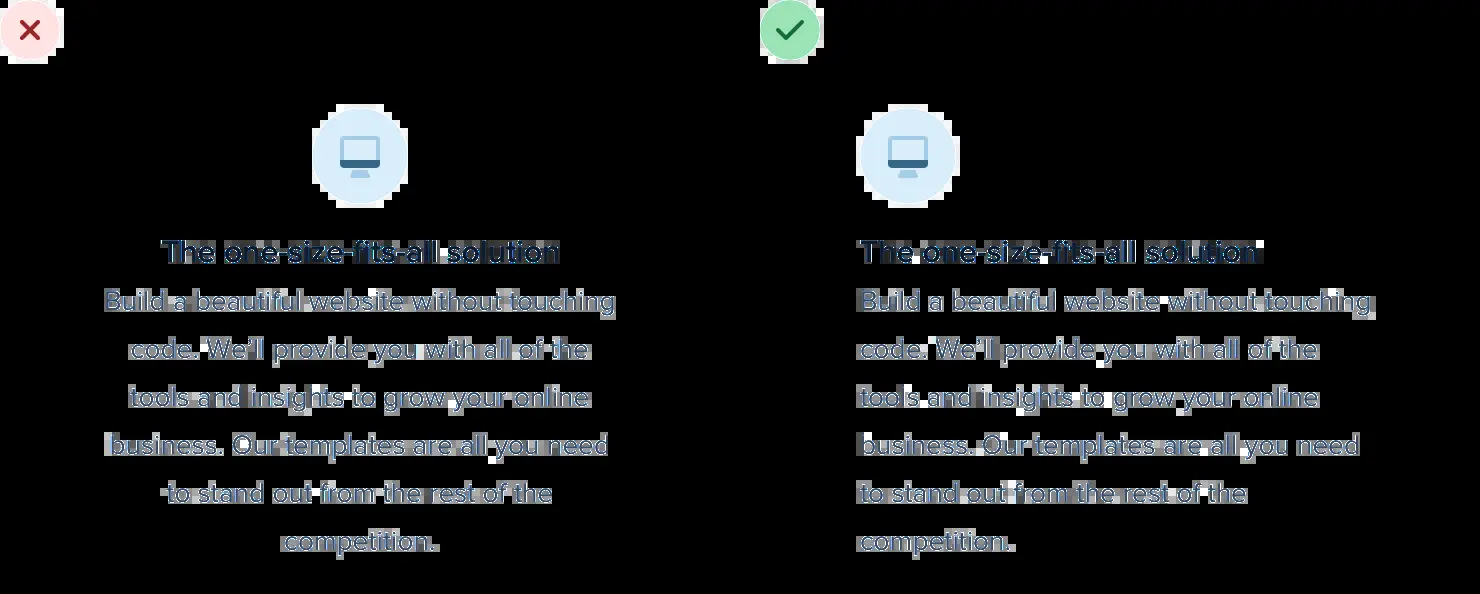 The one-size-fits-all solution
Build a beautiful website without touching
code. We'll provide you with all of the
tools and insights to grow your online
business. Our templates are all you need
to stand out from the rest of the
competition.
The one-size-fits-all solution
Build a beautiful website without touching
code. We'll provide you with all of the
tools and insights to grow your online
business. Our templates are all you need
to stand out from the rest of the
competition.